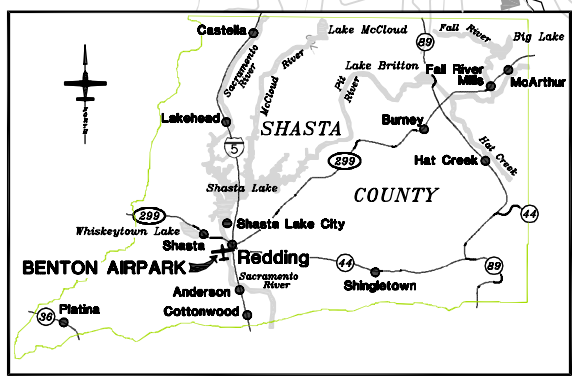 Castella
Lake McCloud
Fall River
89
Big Lake
Sacramento
River
McCloud River
Pit
River
Lake Britton
Fall River
Mills
McArthur
NORTH
Lakehead
SHASTA
Burney
5
299
Hat Creek
Hat Creek
Shasta Lake
COUNTY
299
44
Shasta Lake City
Whiskeytown Lake
Shasta
BENTON AIRPARK
Redding
44
89
Sacramento
River
Shingletown
Anderson
Cottonwood
36
Platina